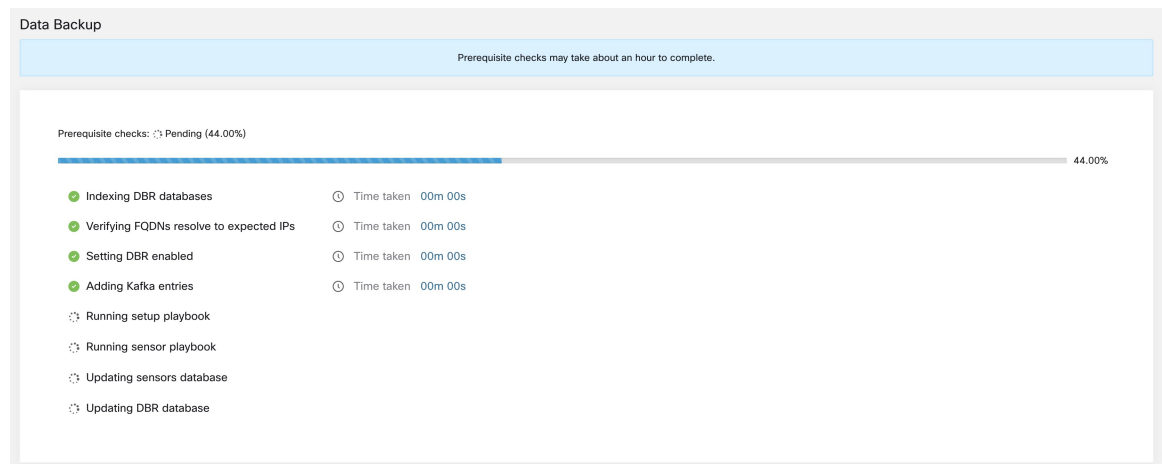 Data Backup
Prerequisite checks may take about an hour to complete.
Prerequisite checks: Pending (44.00%)
44.00%
Indexing DBR databases Time taken 00m 00s
Verifying FQDNs resolve to expected IPs Time taken 00m 00s
Setting DBR enabled Time taken 00m 00s
Adding Kafka entries Time taken 00m 00s
Running setup playbook
Running sensor playbook
Updating sensors database
Updating DBR database